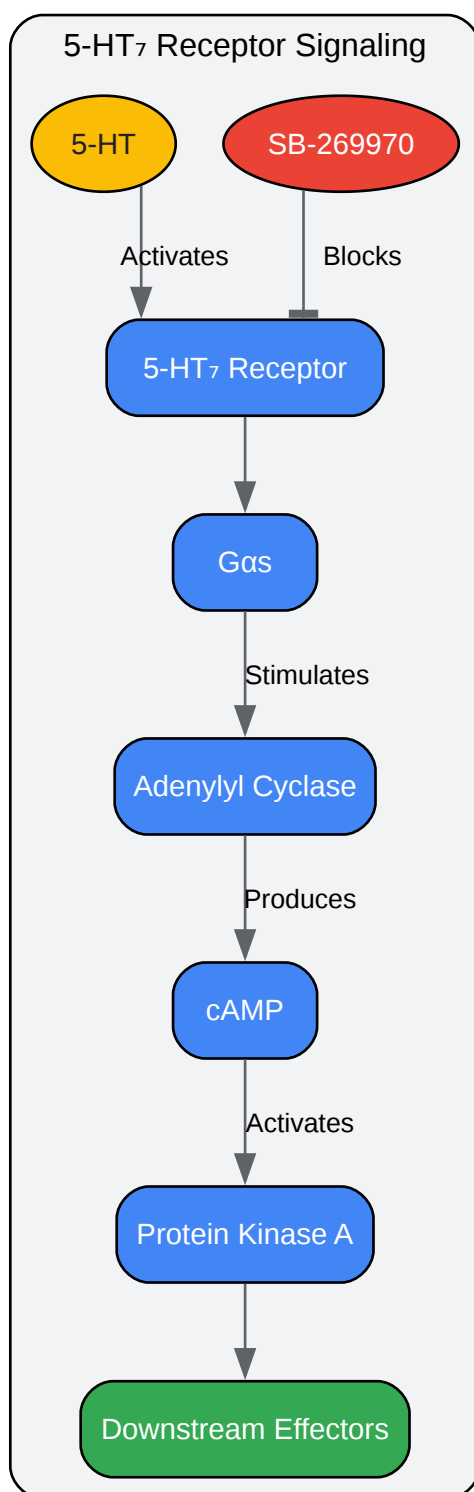 5-HT₇ Receptor Signaling
5-HT
SB-269970
Activates
Blocks
5-HT₇ Receptor
Gαs
Stimulates
Adenylyl Cyclase
Produces
cAMP
Activates
Protein Kinase A
Downstream Effectors